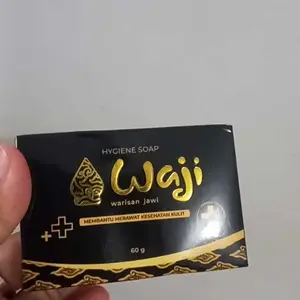 HYGIENE SOAP
Waji
warisan jawi
MEMBANTU MERAWAT KESEHATAN KULIT
60 g